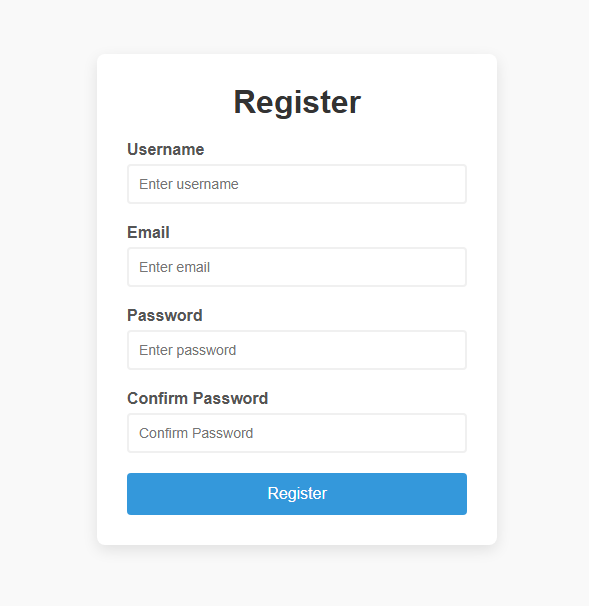 Register
Username
Enter username
Email
Enter email
Password
Enter password
Confirm Password
Confirm Password
Register